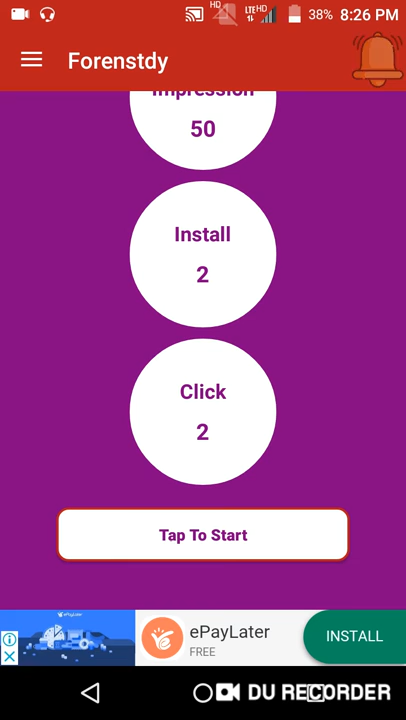 HD
LTE HD
38% 8:26 PM
Forenstdy
Impression
50
Install
2
Click
2
Tap To Start
ePayLater
ePayLater
FREE
INSTALL
DU RECORDER